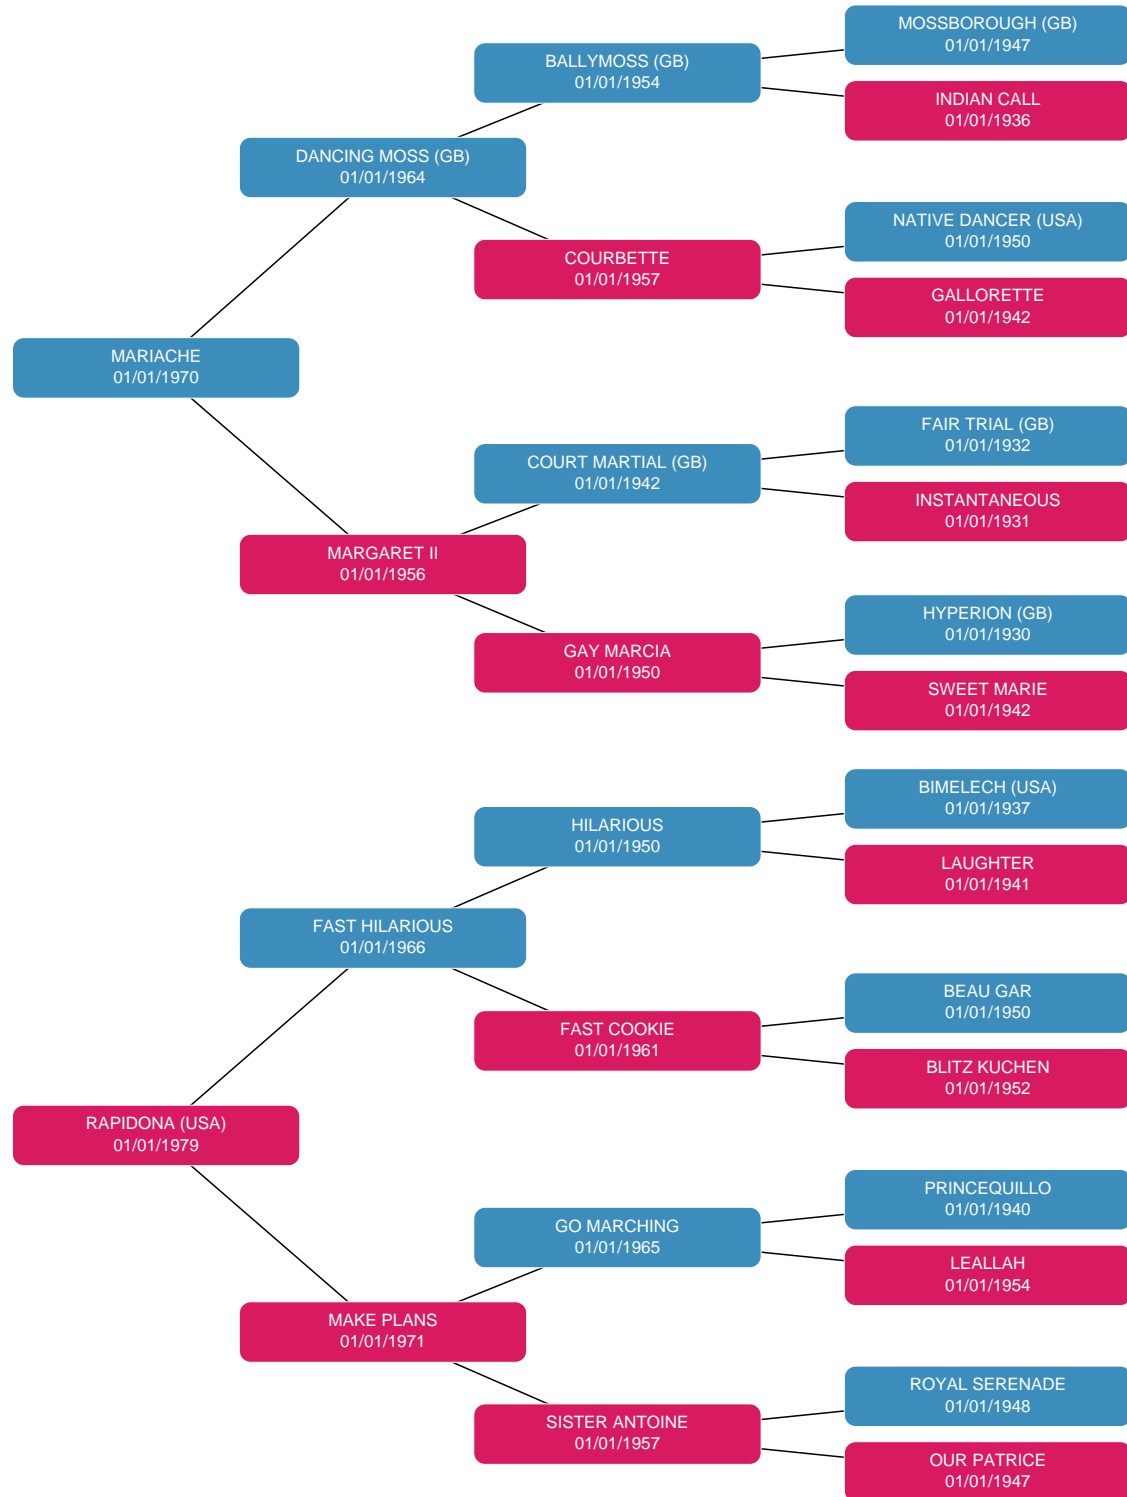 MOSSBOROUGH (GB)
01/01/1947
BALLYMOSS (GB)
01/01/1954
INDIAN CALL
01/01/1936
DANCING MOSS (GB)
01/01/1964
NATIVE DANCER (USA)
01/01/1950
COURBETTE
01/01/1957
GALLORETTE
01/01/1942
MARIACHE
01/01/1970
FAIR TRIAL (GB)
01/01/1932
COURT MARTIAL (GB)
01/01/1942
INSTANTANEOUS
01/01/1931
MARGARET II
01/01/1956
HYPERION (GB)
01/01/1930
GAY MARCIA
01/01/1950
SWEET MARIE
01/01/1942
BIMELECH (USA)
01/01/1937
HILARIOUS
01/01/1950
LAUGHTER
01/01/1941
FAST HILARIOUS
01/01/1966
BEAU GAR
01/01/1950
FAST COOKIE
01/01/1961
BLITZ KUCHEN
01/01/1952
RAPIDONA (USA)
01/01/1979
PRINCEQUILLO
01/01/1940
GO MARCHING
01/01/1965
LEALLAH
01/01/1954
MAKE PLANS
01/01/1971
ROYAL SERENADE
01/01/1948
SISTER ANTOINE
01/01/1957
OUR PATRICE
01/01/1947